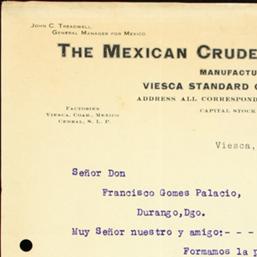 John C. Treadwell,
General Manager for Mexico.
The Mexican Crude
MANUFACTU
VIESCA STANDARD
ADDRESS ALL CORRESPOND
CAPITAL STOCK
Factories
Viesca, Coah., Mexico
Cedral, S. L. P.
Viesca,
Señor Don
Francisco Gomes Palacio,
Durango,Dgo.
Muy Señor nuestro y amigo:- - -
Formamos la p